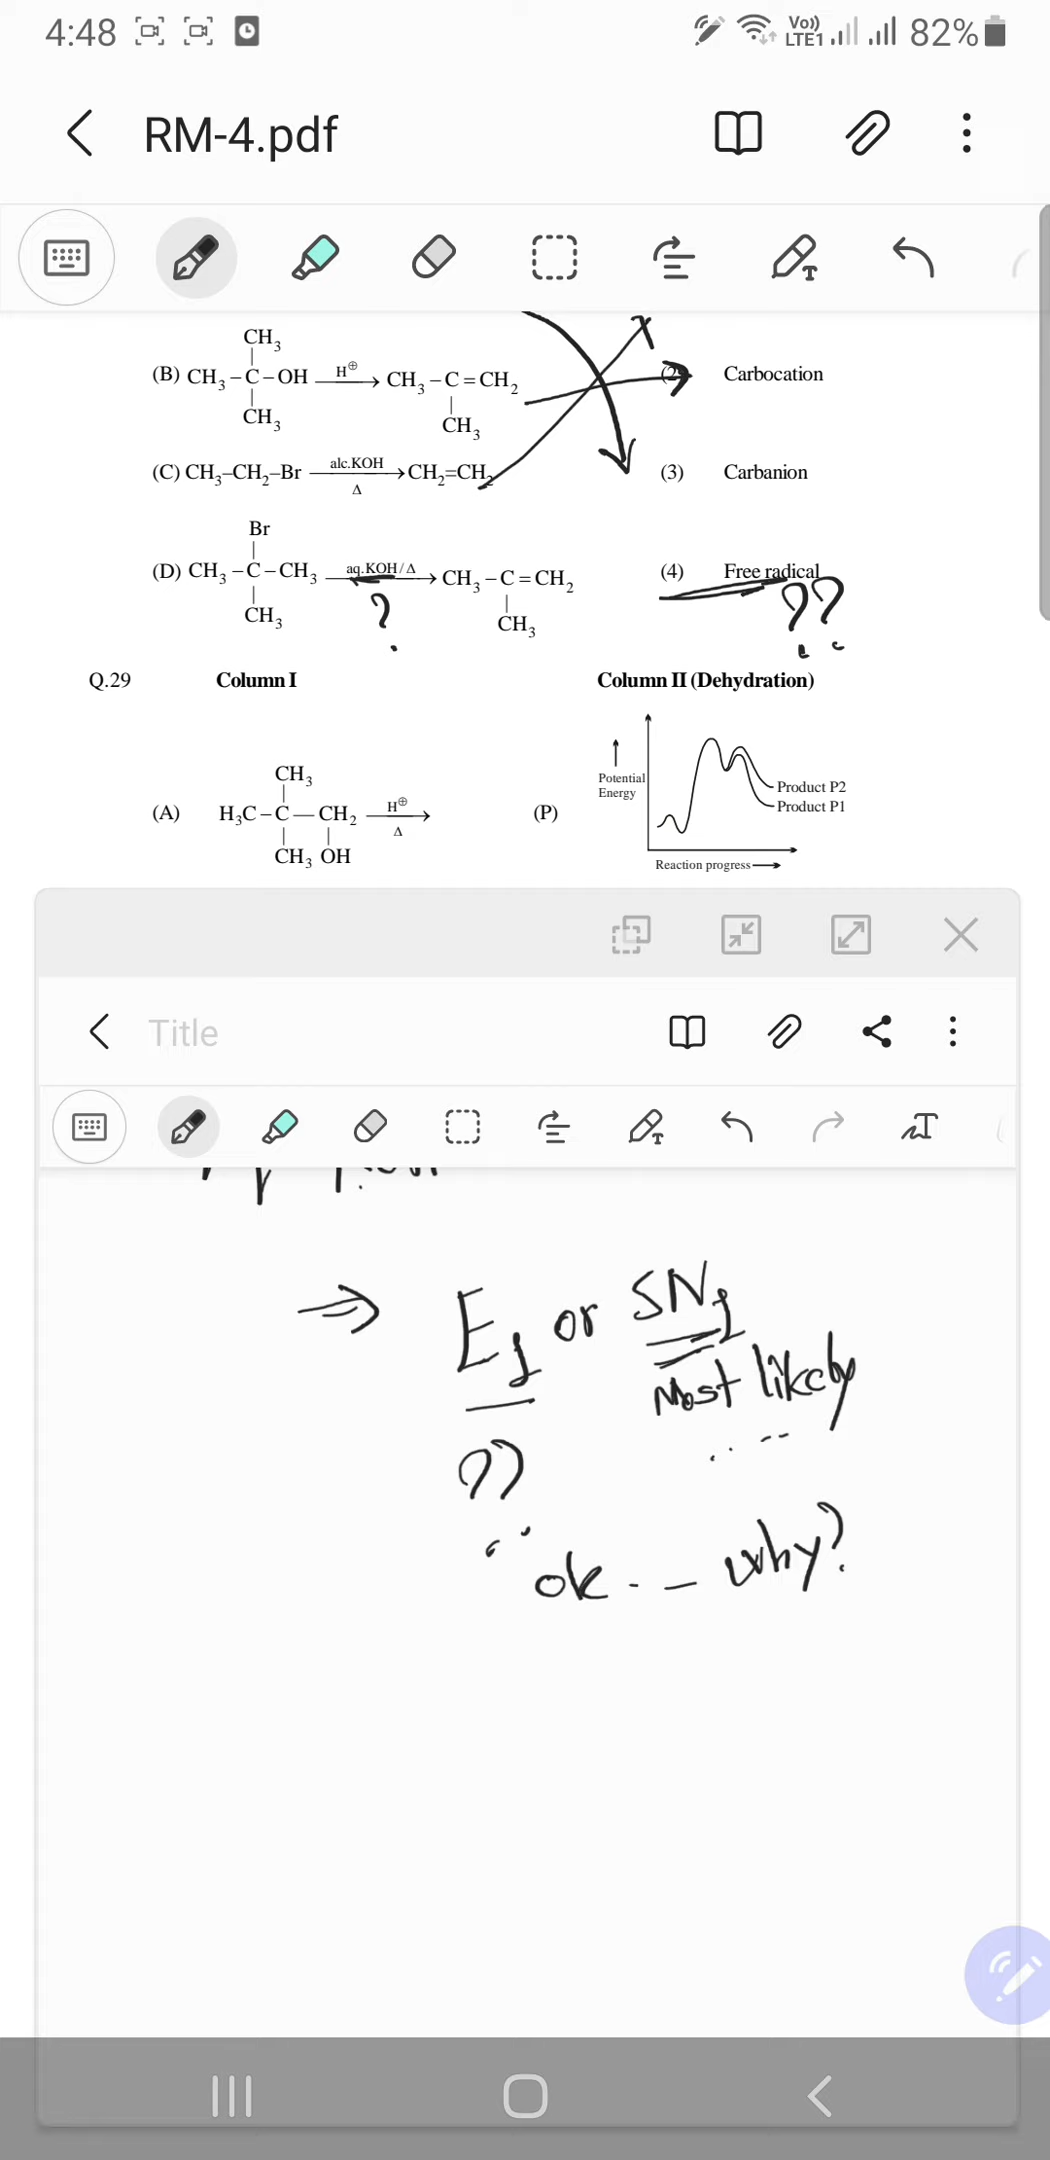 4:48 Vo)) LTE1 82%
RM-4.pdf
CH₃
(B) CH₃–C–OH H⊕ → CH₃–C=CH₂ (2) Carbocation
CH₃ CH₃
(C) CH₃–CH₂–Br alc.KOH Δ → CH₂=CH₂ (3) Carbanion
Br
(D) CH₃–C–CH₃ aq.KOH/Δ → CH₃–C=CH₂ (4) Free radical
? ??
CH₃ CH₃
Q.29 Column I Column II (Dehydration)
CH₃
Potential Energy
Product P2
Product P1
(A) H₃C–C—CH₂ H⊕ Δ → (P)
CH₃ OH
Reaction progress
Title
⇒ E1 or SN1
Most likely
??
ok - - why?